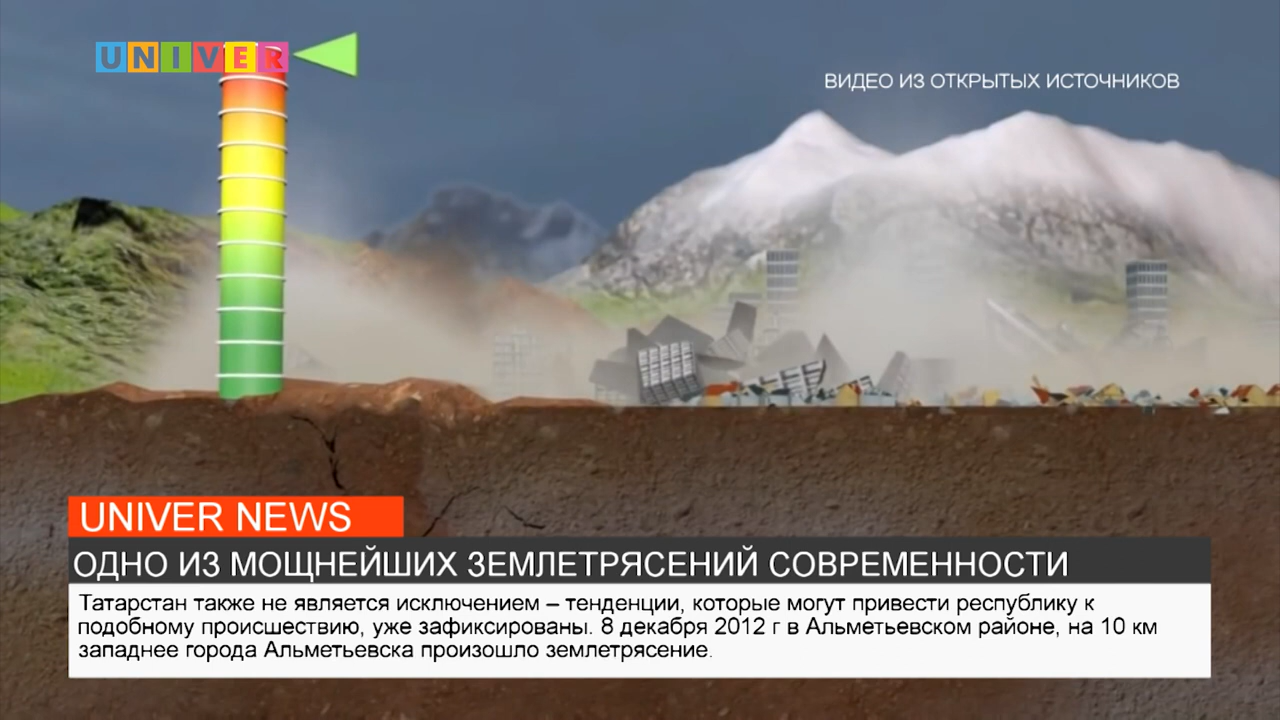 UNIVER
ВИДЕО ИЗ ОТКРЫТЫХ ИСТОЧНИКОВ
UNIVER NEWS
ОДНО ИЗ МОЩНЕЙШИХ ЗЕМЛЕТРЯСЕНИЙ СОВРЕМЕННОСТИ
Татарстан также не является исключением – тенденции, которые могут привести республику к
подобному происшествию, уже зафиксированы. 8 декабря 2012 г в Альметьевском районе, на 10 км
западнее города Альметьевска произошло землетрясение.